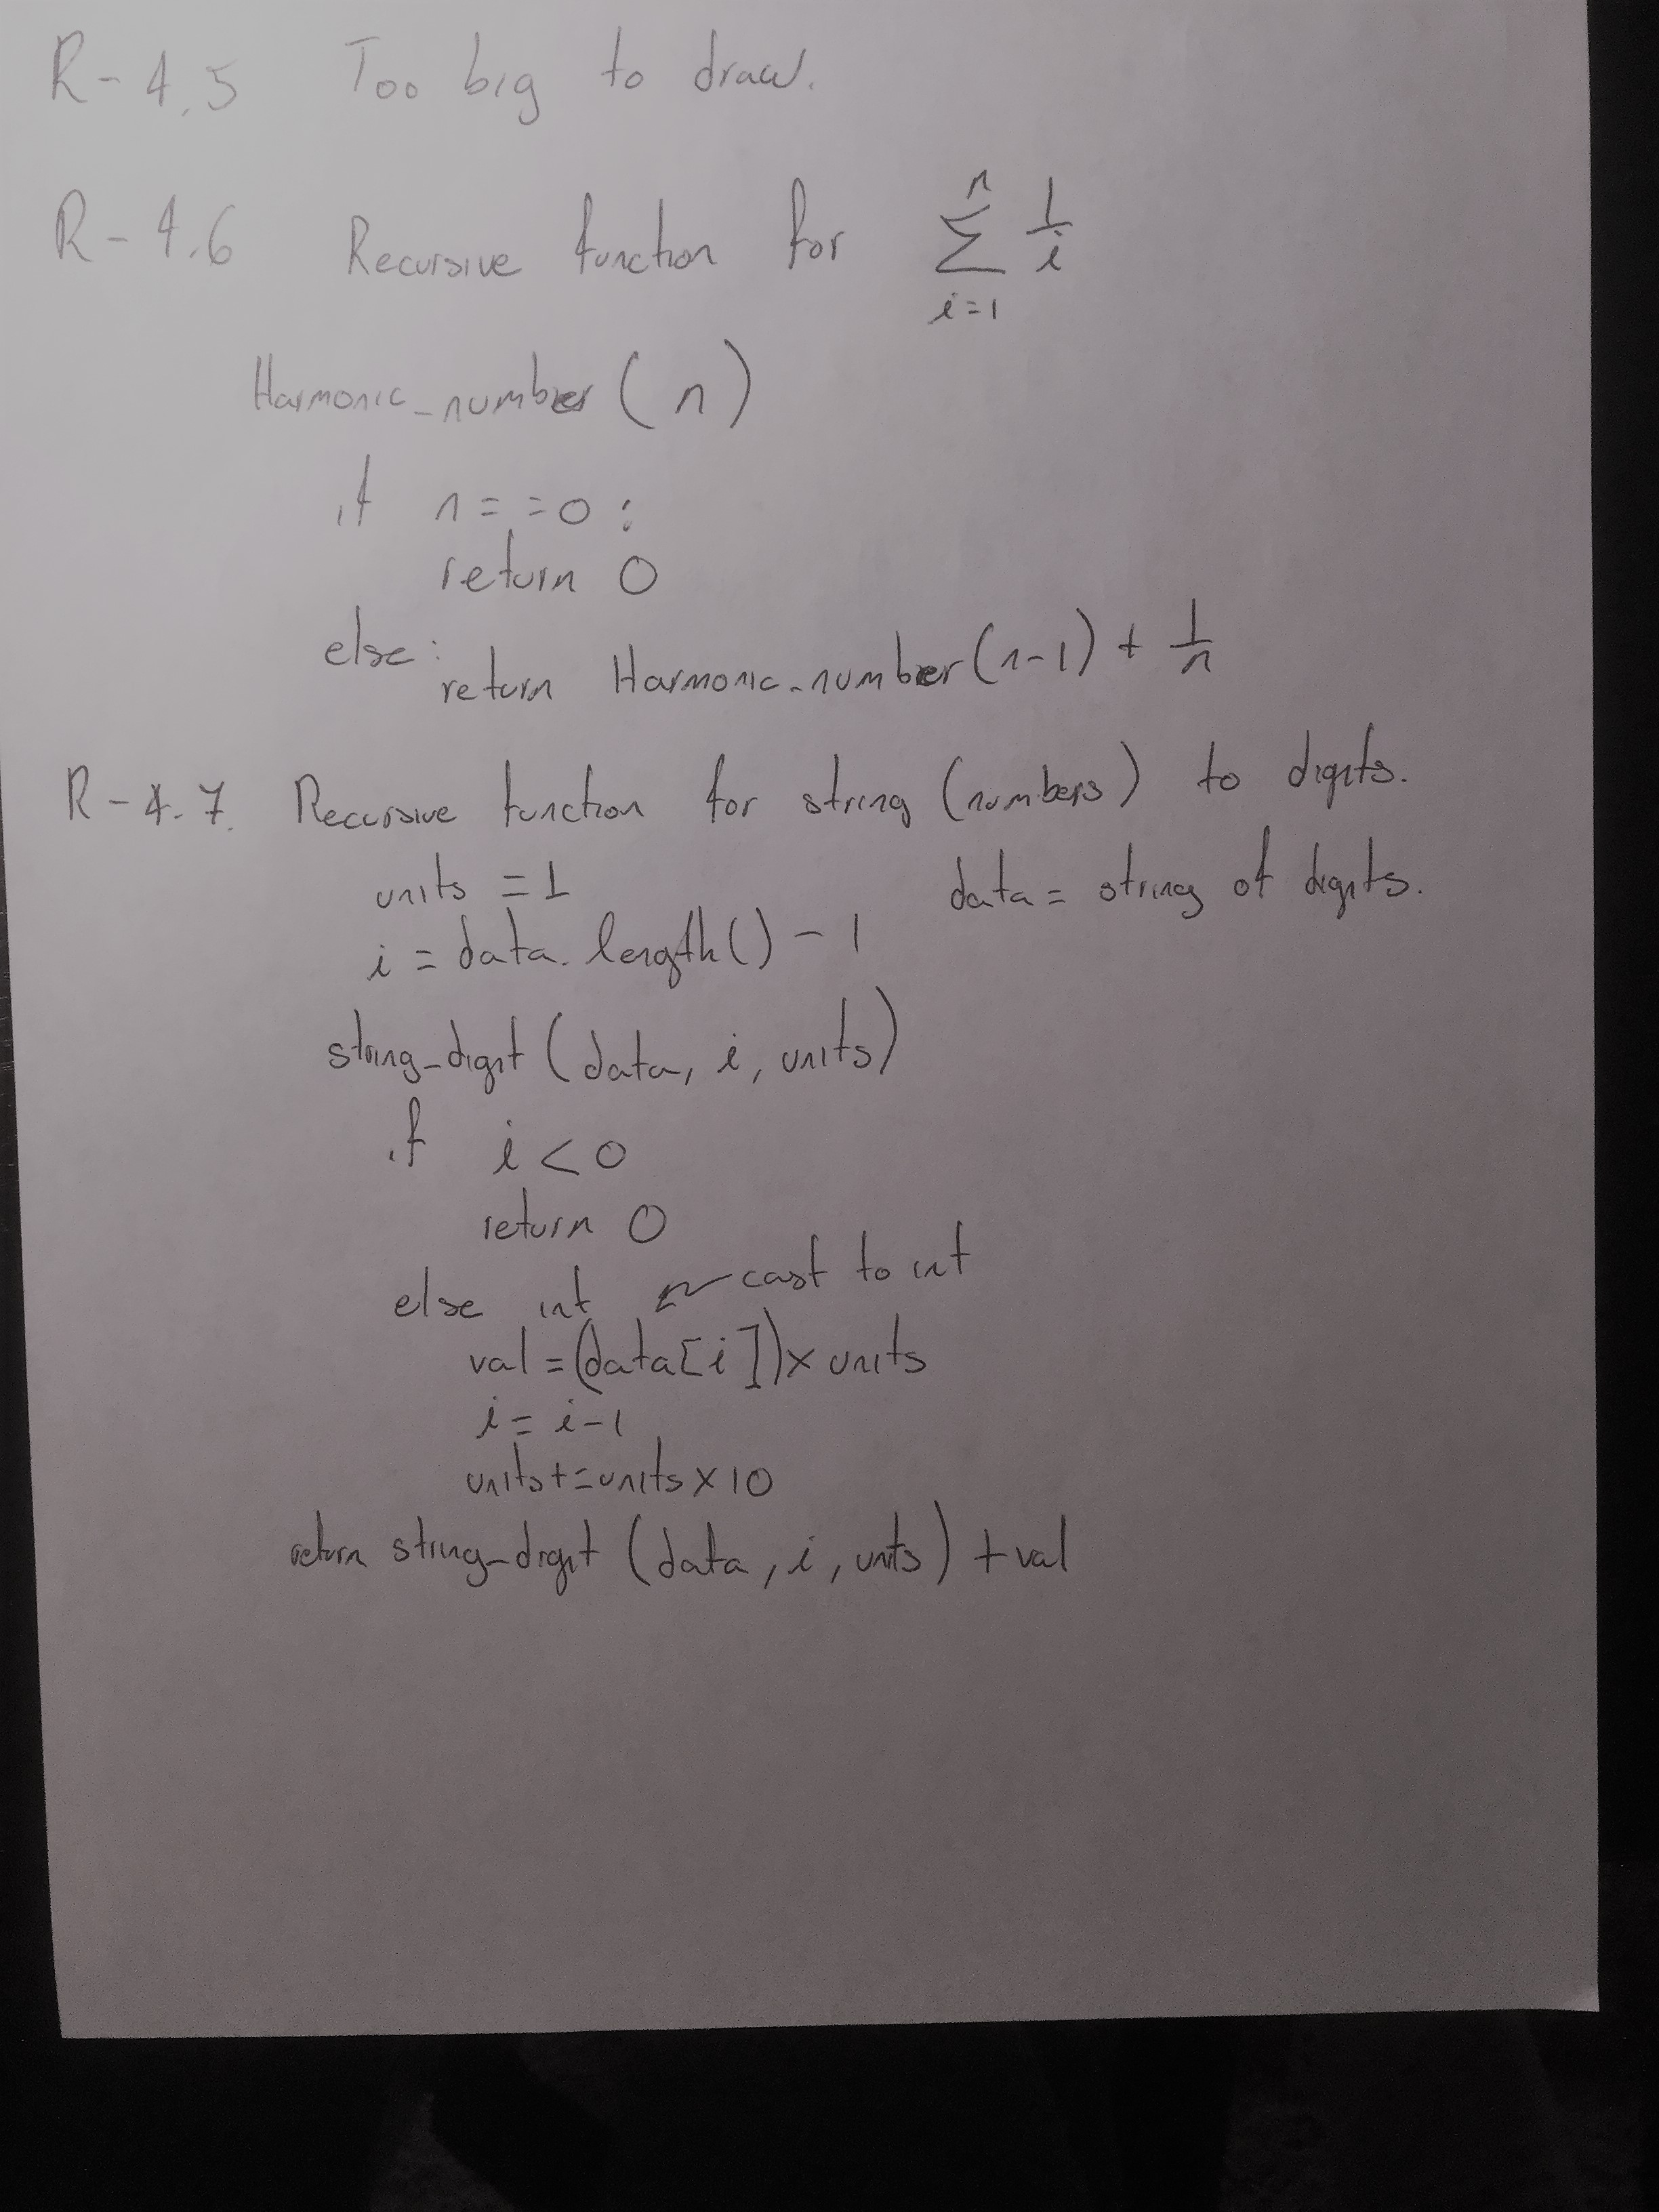 R-4.5 Too big to draw.
R-4.6 Recursive function for n∑i=1 1/i
Harmonic_number(n)
if n==0:
return 0
else:
return Harmonic_number(n-1) + 1/n
R-4.7. Recursive function for string (numbers) to digits.
units = 1 data = string of digits.
i = data.length() - 1
string_digit (data, i, units)
if i < 0
return 0
else int cast to int
val = (data[i]) x units
i = i-1
units += units x 10
return string_digit (data, i, units) + val